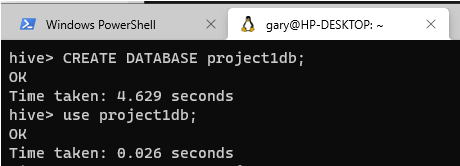 Windows PowerShell
gary@HP-DESKTOP: ~
hive> CREATE DATABASE project1db;
OK
Time taken: 4.629 seconds
hive> use project1db;
OK
Time taken: 0.026 seconds